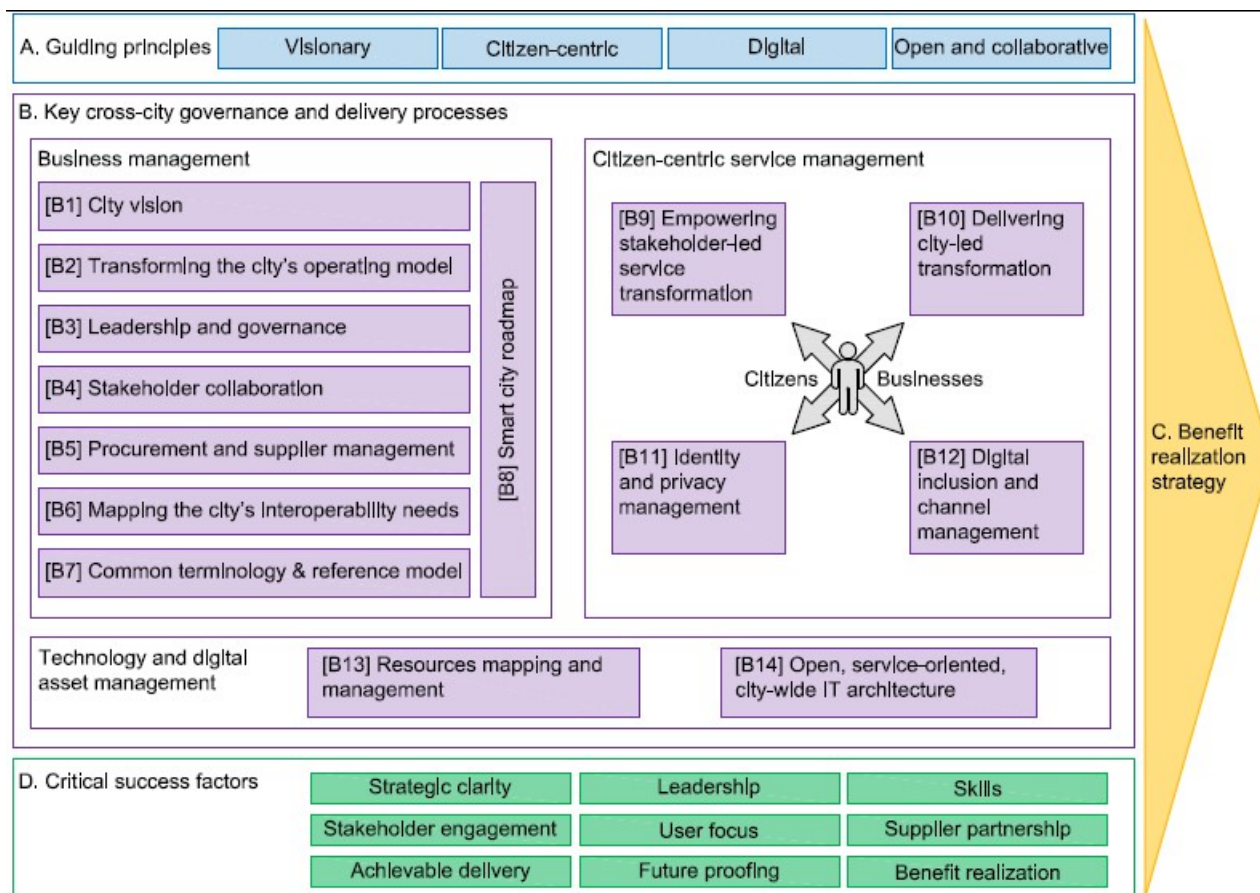 A. Guiding principles
Visionary
Citizen-centric
Digital
Open and collaborative
B. Key cross-city governance and delivery processes
Business management
[B1] City vision
[B2] Transforming the city's operating model
[B3] Leadership and governance
[B4] Stakeholder collaboration
[B5] Procurement and supplier management
[B6] Mapping the city's interoperability needs
[B7] Common terminology & reference model
[B8] Smart city roadmap
Citizen-centric service management
[B9] Empowering
stakeholder-led
service
transformation
[B10] Delivering
city-led
transformation
Citizens
Businesses
[B11] Identity
and privacy
management
[B12] Digital
inclusion and
channel
management
Technology and digital
asset management
[B13] Resources mapping and
management
[B14] Open, service-oriented,
city-wide IT architecture
C. Benefit
realization
strategy
D. Critical success factors
Strategic clarity
Leadership
Skills
Stakeholder engagement
User focus
Supplier partnership
Achievable delivery
Future proofing
Benefit realization